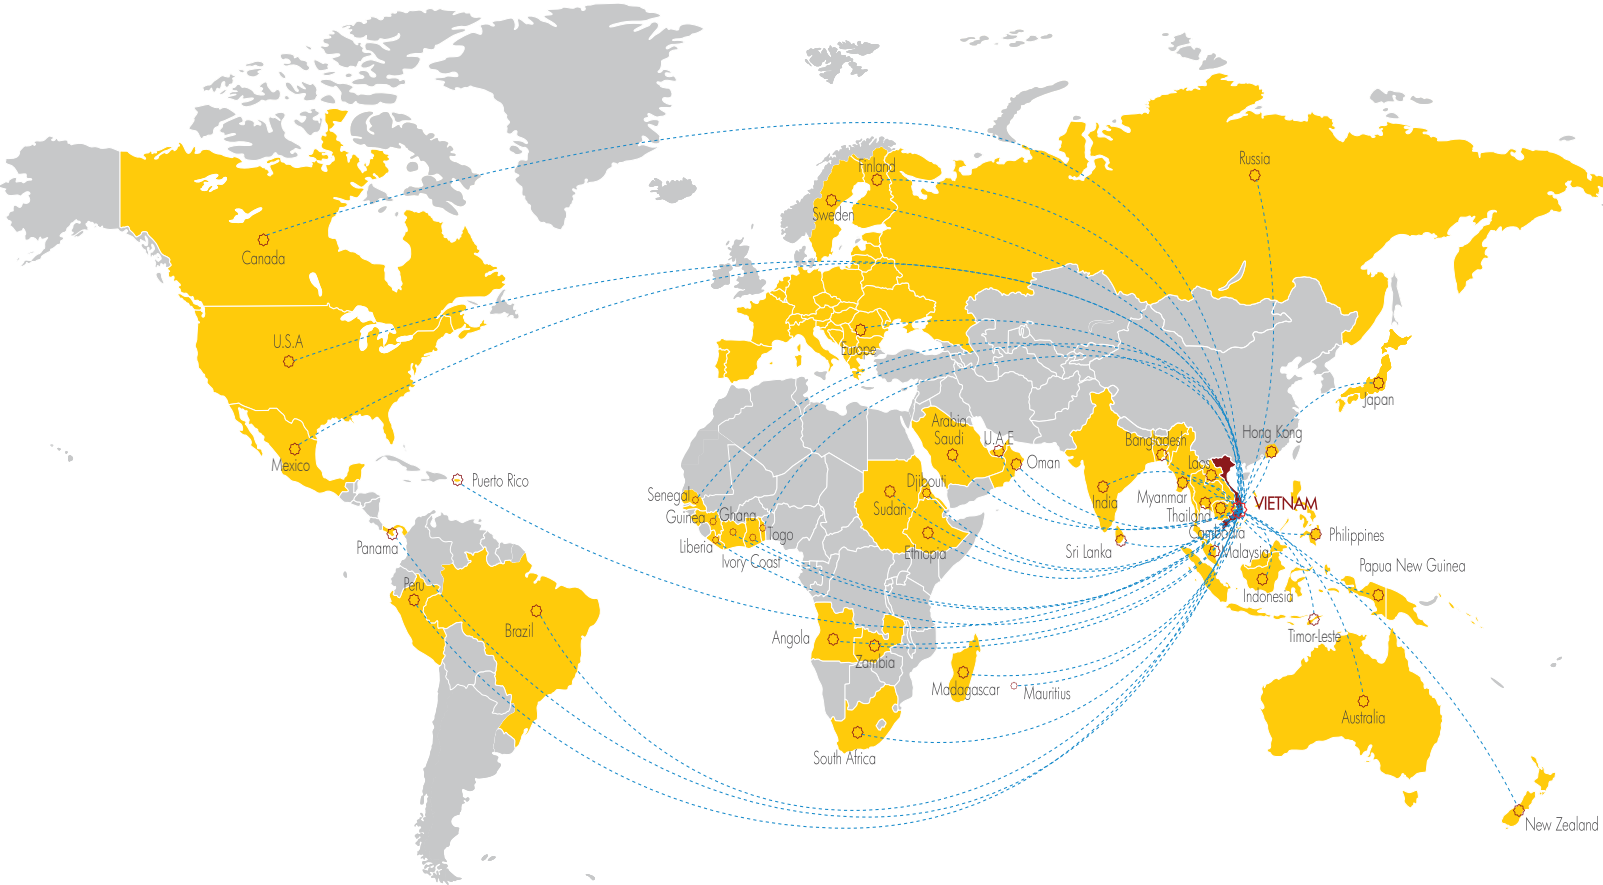 Russia
Finland
Sweden
Canada
U.S.A
Europe
Japan
Arabia
Saudi
U.A.E
Oman
Bangladesh
Hong Kong
Laos
Mexico
Puerto Rico
Senegal
Djibouti
Sudan
India
Myanmar
VIETNAM
Guinea
Ghana
Thailand
Togo
Cambodia
Philippines
Panama
Liberia
Ivory Coast
Ethiopia
Sri Lanka
Malaysia
Papua New Guinea
Peru
Indonesia
Brazil
Angola
Timor-Leste
Zambia
Madagascar
Mauritius
Australia
South Africa
New Zealand